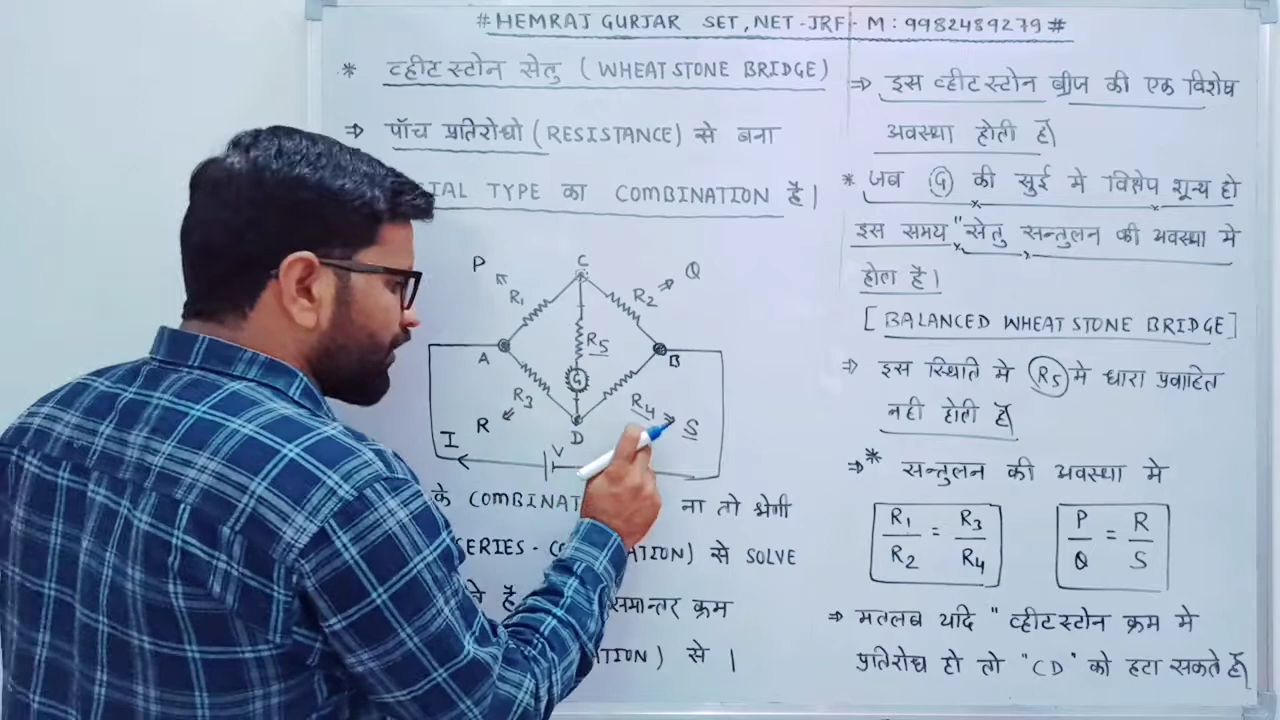 #HEMRAJ GURJAR SET, NET-JRF- M: 9982489279#
* व्हीटस्टोन सेतु (WHEATSTONE BRIDGE)
⇒ पॉच प्रतिरोधो (RESISTANCE) से बना
IAL TYPE का COMBINATION है।
P
C
Q
R1
R2
R5
A
B
G
R3
R4
R
D
S
I
V
के COMBINAT ना तो श्रेणी
SERIES-CO ATION) से SOLVE
है समान्तर क्रम
ATION) से ।
⇒ इस व्हीटस्टोन ब्रीज की एक विशेष
अवस्था होती है
* जब G की सुई मे विक्षेप शून्य हो
इस समय "सेतु सन्तुलन की अवस्था मे
होता है।
[BALANCED WHEATSTONE BRIDGE]
⇒ इस स्थिति मे R5 मे धारा प्रवाहित
नही होती है
⇒* सन्तुलन की अवस्था मे
R1/R2 = R3/R4 P/Q = R/S
⇒ मतलब यदि " व्हीटस्टोन क्रम मे
प्रतिरोध हो तो "CD" को हटा सकते है